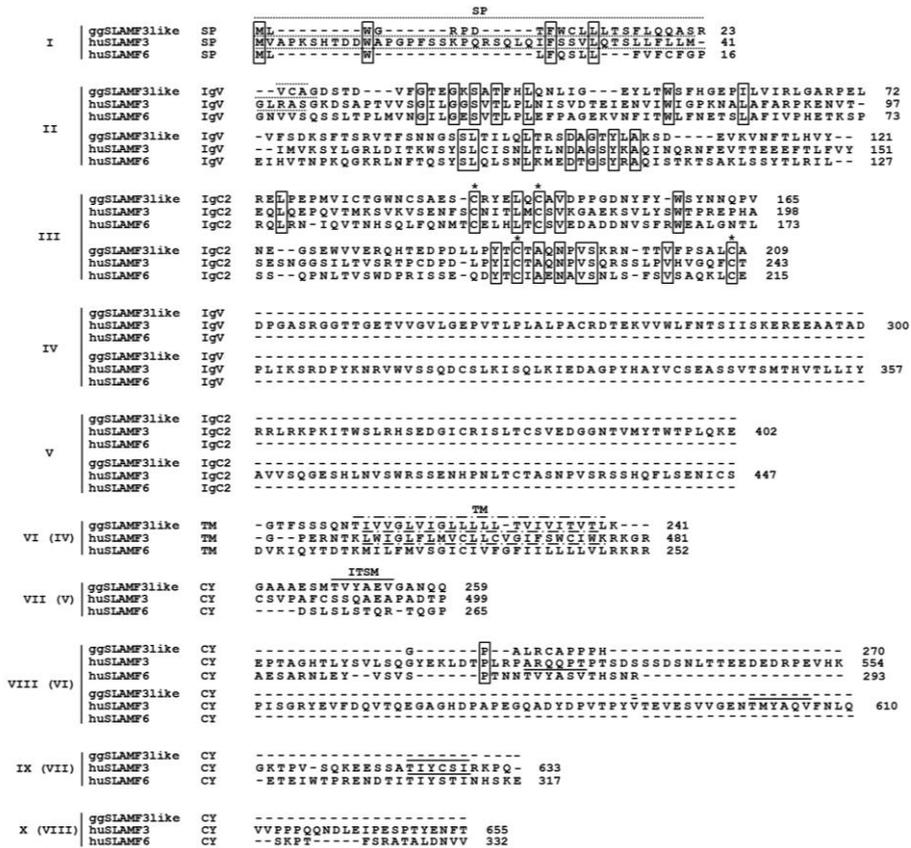 SP
I
ggSLAMF3like SP ML--------WG-------RPD------TFWCLLLTSFLQQASR 23
huSLAMF3 SP MVAPKSHTDDWAPGPFSSKPQRSQLQIFSSVLLQTSLLFLLM- 41
huSLAMF6 SP ML--------W----------------LFQSLL--FVFCFGP 16
II
ggSLAMF3like IgV --VCAGDSTD--VFGTEGKSATFHLQNLIG--EYLTWSFHGEPILVIRLGARPEL 72
huSLAMF3 IgV GLRASGKDSAPTVVSGILGGSVTLPLNISVDTEIENVIWIGPKNALAFARPKENVT- 97
huSLAMF6 IgV GNVVSQSSLTPLMVNGILGESVTLPLEFPAGEKVNFITWLFNETSLAFIVPHETKSP 73
ggSLAMF3like IgV --VFSDKSFTSRVTFSNNGSSLTILQLTRSDAGTYLAKSD---EVKVNFTLHVY-- 121
huSLAMF3 IgV --IMVKSYLGRLDITKWSYSLCISNLTLNDAGSYKAQINQRNFEVTTEEEFTLFVY 151
huSLAMF6 IgV EIHVTNPKQGKRLNFTQSYSLQLSNLKMEDTGSYRAQISTKTSAKLSSYTLRIL- 127
* *
III
ggSLAMF3like IgC2 RELPEPMVICTGWNCSAES-CRYELQCAVDPPGDNYFY-WSYNNQPV 165
huSLAMF3 IgC2 EQLQEPQVTMKSVKVSENFSCNITLMCSVKGAEKSVLYSWTPREPHA 198
huSLAMF6 IgC2 RQLRN-IQVTNHSQLFQNMTCELHLTCSVEDADDNVSFRWEALGNTL 173
* *
ggSLAMF3like IgC2 NE--GSEWVVERQHTEDPDLLPYTCTAQNPVSKRN-TTVFPSALCA 209
huSLAMF3 IgC2 SESNGGSILTVSRTPCDPD-LPYICTAQNPVSQRSSLPVHVGQFCT 243
huSLAMF6 IgC2 SS--QPNLTVSWDPRISSE-QDYTCIAENAVSNLS-FSVSAQKLCE 215
IV
ggSLAMF3like IgV ---------------------------------------------------------
huSLAMF3 IgV DPGASRGGTTGETVVGVLGEPVTLPLALPACRDTEKVVWLFNTSIISKEREEAATAD 300
huSLAMF6 IgV ---------------------------------------------------------
ggSLAMF3like IgV ---------------------------------------------------------
huSLAMF3 IgV PLIKSRDPYKNRVWVSSQDCSLKISQLKIEDAGPYHAYVCSEASSVTSMTHVTLLIY 357
huSLAMF6 IgV ---------------------------------------------------------
V
ggSLAMF3like IgC2 ---------------------------------------------
huSLAMF3 IgC2 RRLRKPKITWSLRHSEDGICRISLTCSVEDGGNTVMYTWTPLQKE 402
huSLAMF6 IgC2 ---------------------------------------------
ggSLAMF3like IgC2 ---------------------------------------------
huSLAMF3 IgC2 AVVSQGESHLNVSWRSSENHPNLTCTASNPVSRSSHQFLSENICS 447
huSLAMF6 IgC2 ---------------------------------------------
TM
VI (IV)
ggSLAMF3like TM -GTFSSSQNTIVVGLVIGLLLLL-TVIVITVTLK--- 241
huSLAMF3 TM -G--PERNTKLWIGLFLMVCLLCVGIFSWCIWKRKGR 481
huSLAMF6 TM DVKIQYTDTKMILFMVSGICIVFGFIILLLLVLRKRR 252
ITSM
VII (V)
ggSLAMF3like CY GAAAESMTVYAEVGANQQ 259
huSLAMF3 CY CSVPAFCSSQAEAPADTP 499
huSLAMF6 CY ----DSLSLSTQR-TQGP 265
VIII (VI)
ggSLAMF3like CY --------------G------P--ALRCAPPPH---------------------- 270
huSLAMF3 CY EPTAGHTLYSVLSQGYEKLDTPLRPARQQPTPTSDSSSDSNLTTEEDEDRPEVHK 554
huSLAMF6 CY AESARNLEY-VSVS------PTNNTVYASVTHSNR------------------- 293
ggSLAMF3like CY --------------------------------------------------------
huSLAMF3 CY PISGRYEVFDQVTQEGAGHDPAPEGQADYDPVTPYVTEVESVVGENTMYAQVFNLQ 610
huSLAMF6 CY --------------------------------------------------------
IX (VII)
ggSLAMF3like CY -------------------------
huSLAMF3 CY GKTPV-SQKEESSATIYCSIRKPQ- 633
huSLAMF6 CY -ETEIWTPRENDTITIYSTINHSKE 317
X (VIII)
ggSLAMF3like CY ----------------------
huSLAMF3 CY VVPPPQQNDLEIPESPTYENFT 655
huSLAMF6 CY --SKPT----FSRATALDNVV 332